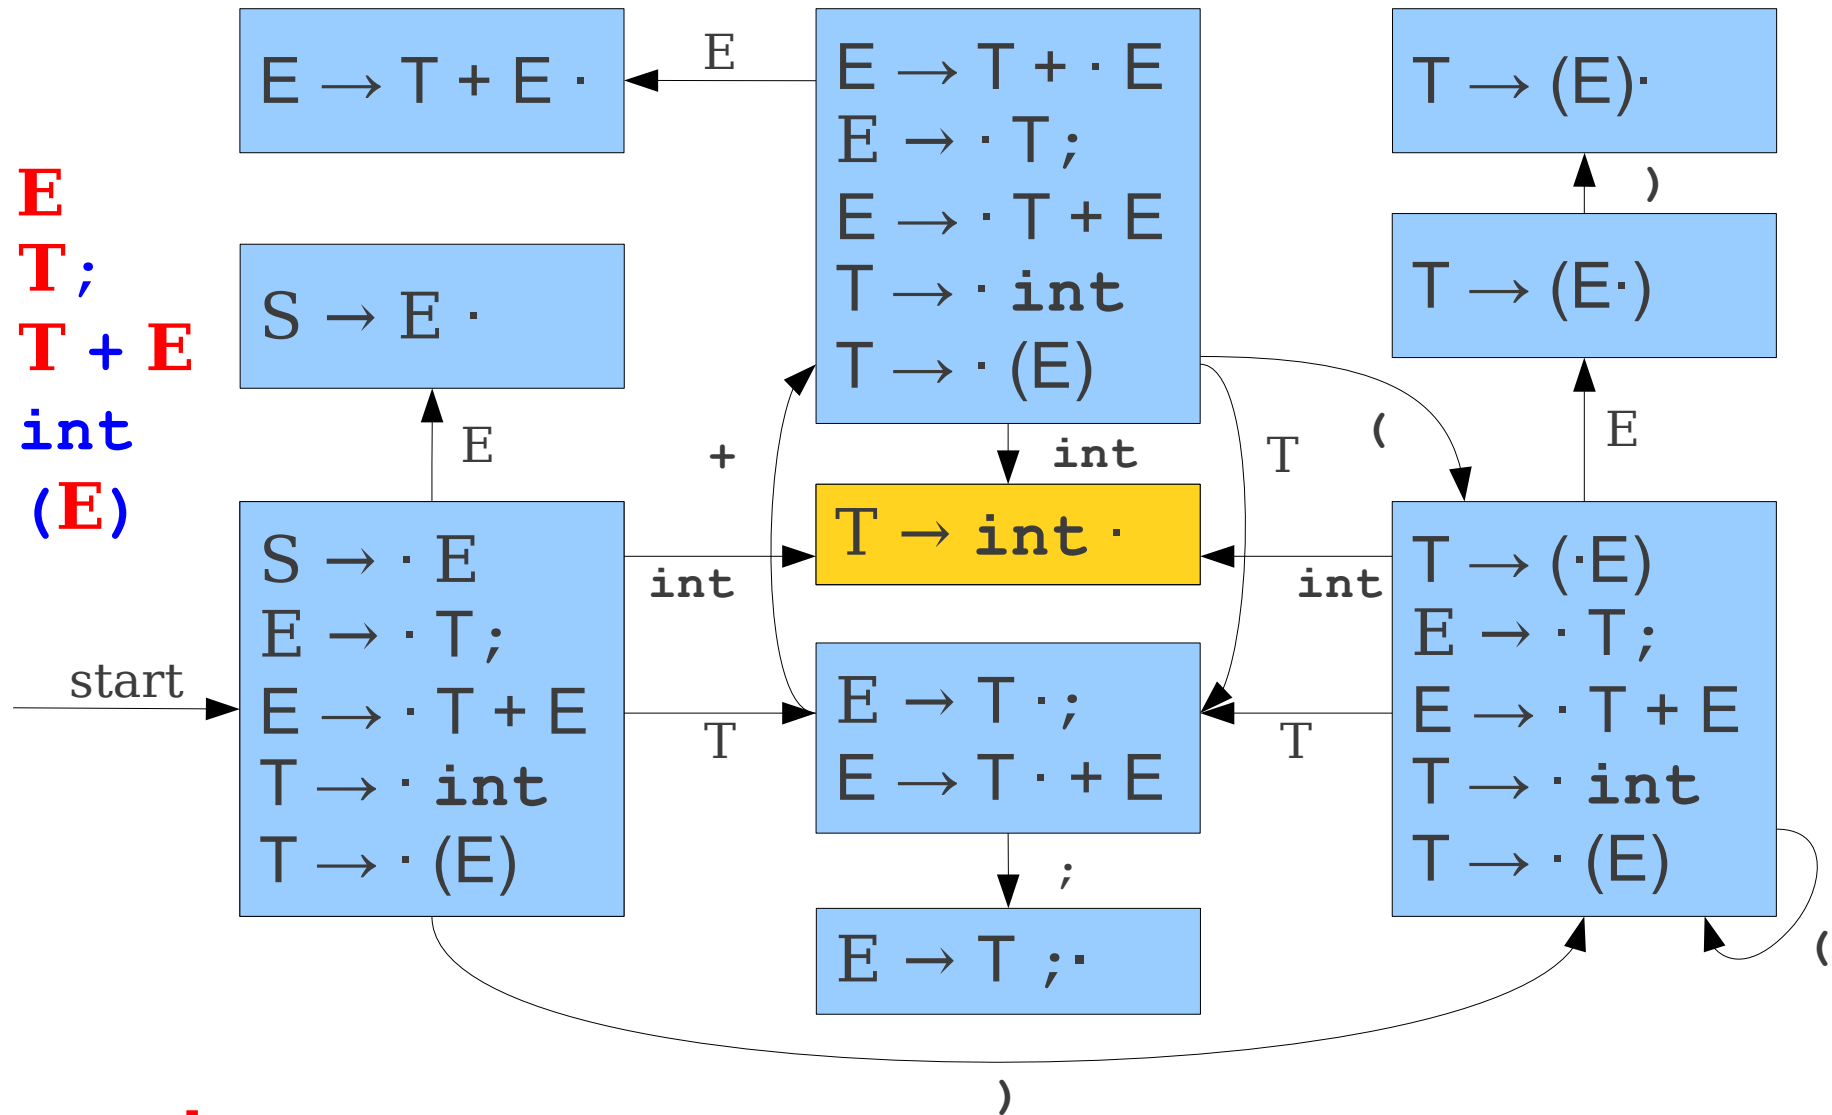 E
T ;
T + E
int
(E)
start
E → T + E ·
E
S → E ·
E
S → · E
E → · T ;
E → · T + E
T → · int
T → · (E)
int
T
+
E → T + · E
E → · T ;
E → · T + E
T → · int
T → · (E)
int
T
(
T → int ·
E → T · ;
E → T · + E
;
E → T ; ·
T → (E)·
)
T → (E·)
E
int
T
T → (·E)
E → · T ;
E → · T + E
T → · int
T → · (E)
(
)